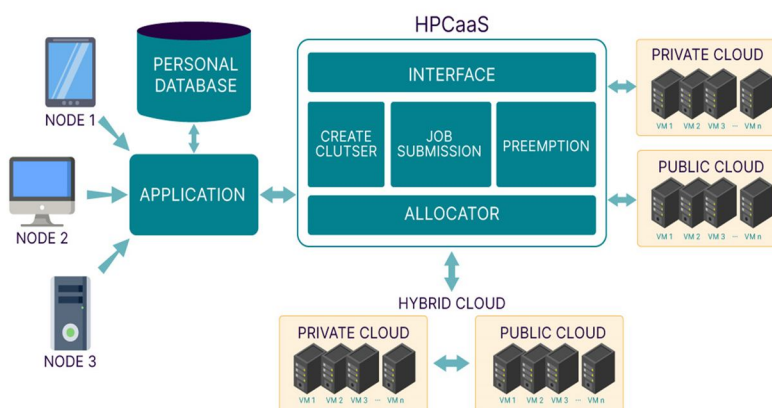 HPCaaS
PERSONAL
DATABASE
INTERFACE
PRIVATE CLOUD
VM 1 VM 2 VM 3 ... VM n
NODE 1
CREATE
CLUTSER
JOB
SUBMISSION
PREEMPTION
APPLICATION
PUBLIC CLOUD
VM 1 VM 2 VM 3 ... VM n
NODE 2
ALLOCATOR
HYBRID CLOUD
NODE 3
PRIVATE CLOUD
VM 1 VM 2 VM 3 ... VM n
PUBLIC CLOUD
VM 1 VM 2 VM 3 ... VM n